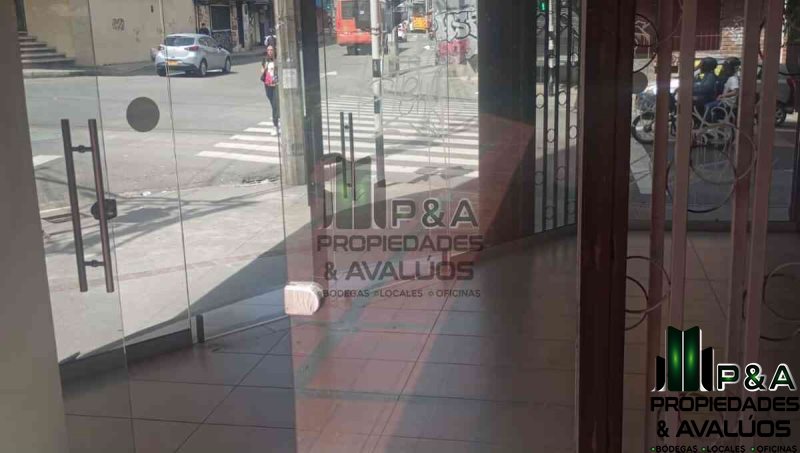 P&A
PROPIEDADES
& AVALÚOS
BODEGAS LOCALES OFICINAS
P&A
PROPIEDADES
& AVALÚOS
BODEGAS LOCALES OFICINAS